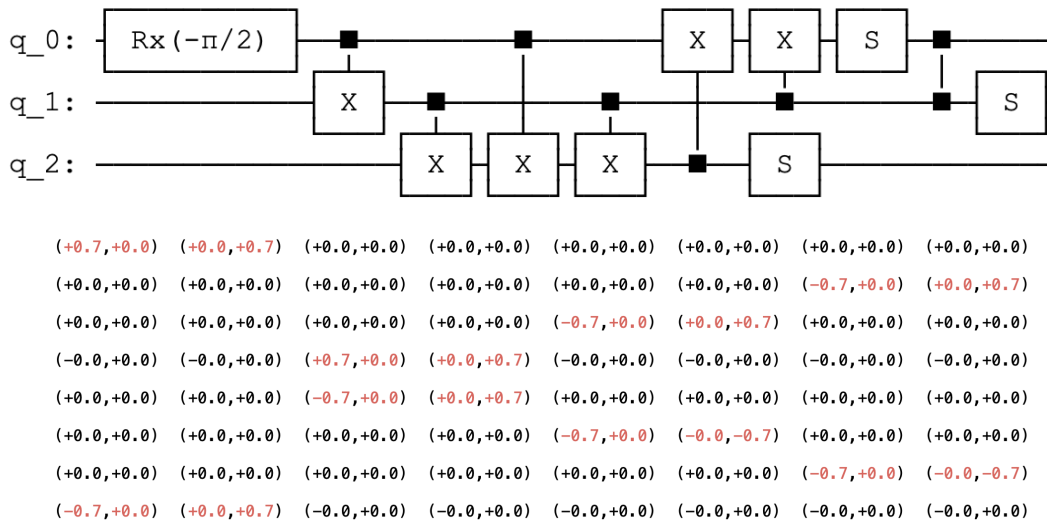 q_0: Rx(-π/2) X X S
q_1: X S
q_2: X X X S
(+0.7,+0.0) (+0.0,+0.7) (+0.0,+0.0) (+0.0,+0.0) (+0.0,+0.0) (+0.0,+0.0) (+0.0,+0.0) (+0.0,+0.0)
(+0.0,+0.0) (+0.0,+0.0) (+0.0,+0.0) (+0.0,+0.0) (+0.0,+0.0) (+0.0,+0.0) (-0.7,+0.0) (+0.0,+0.7)
(+0.0,+0.0) (+0.0,+0.0) (+0.0,+0.0) (+0.0,+0.0) (-0.7,+0.0) (+0.0,+0.7) (+0.0,+0.0) (+0.0,+0.0)
(-0.0,+0.0) (-0.0,+0.0) (+0.7,+0.0) (+0.0,+0.7) (-0.0,+0.0) (-0.0,+0.0) (-0.0,+0.0) (-0.0,+0.0)
(+0.0,+0.0) (+0.0,+0.0) (-0.7,+0.0) (+0.0,+0.7) (+0.0,+0.0) (+0.0,+0.0) (+0.0,+0.0) (+0.0,+0.0)
(+0.0,+0.0) (+0.0,+0.0) (+0.0,+0.0) (+0.0,+0.0) (-0.7,+0.0) (-0.0,-0.7) (+0.0,+0.0) (+0.0,+0.0)
(+0.0,+0.0) (+0.0,+0.0) (+0.0,+0.0) (+0.0,+0.0) (+0.0,+0.0) (+0.0,+0.0) (-0.7,+0.0) (-0.0,-0.7)
(-0.7,+0.0) (+0.0,+0.7) (-0.0,+0.0) (-0.0,+0.0) (-0.0,+0.0) (-0.0,+0.0) (-0.0,+0.0) (-0.0,+0.0)